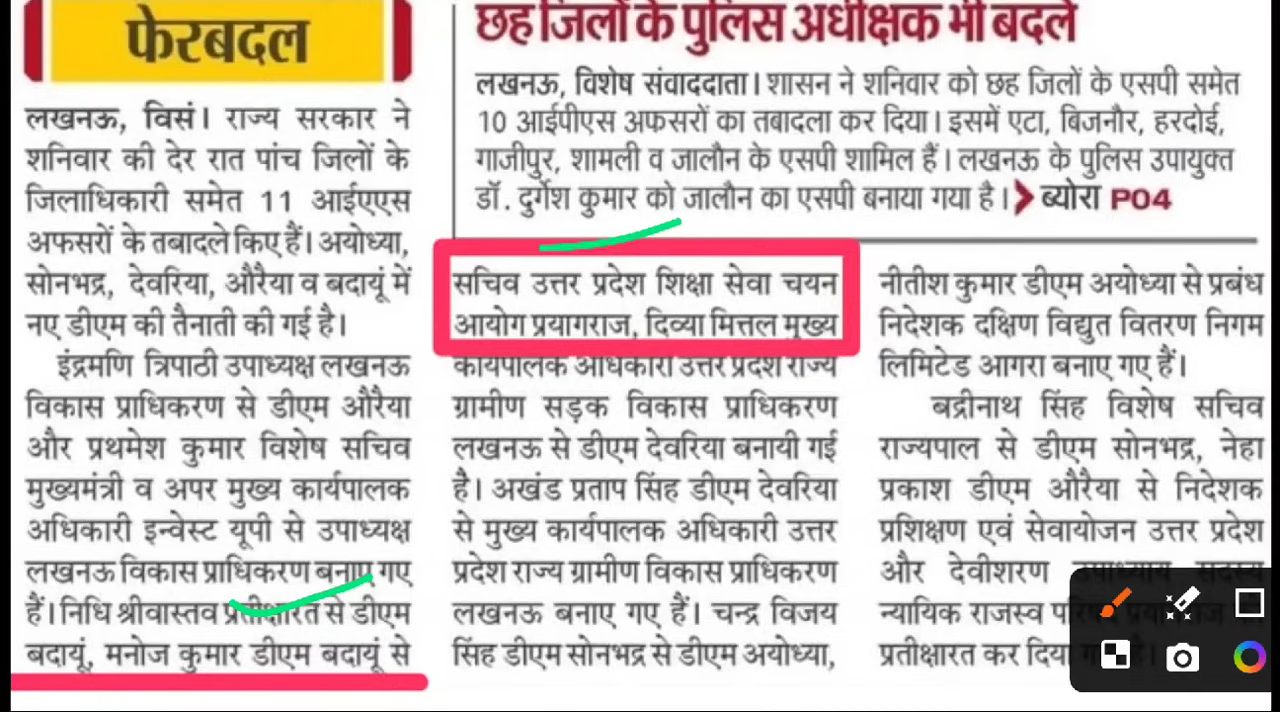 फेरबदल
लखनऊ, विसं। राज्य सरकार ने
शनिवार की देर रात पांच जिलों के
जिलाधिकारी समेत 11 आईएएस
अफसरों के तबादले किए हैं। अयोध्या,
सोनभद्र, देवरिया, औरैया व बदायूं में
नए डीएम की तैनाती की गई है।
इंद्रमणि त्रिपाठी उपाध्यक्ष लखनऊ
विकास प्राधिकरण से डीएम औरैया
और प्रथमेश कुमार विशेष सचिव
मुख्यमंत्री व अपर मुख्य कार्यपालक
अधिकारी इन्वेस्ट यूपी से उपाध्यक्ष
लखनऊ विकास प्राधिकरण बनाए गए
हैं। निधि श्रीवास्तव प्रतीक्षारत से डीएम
बदायूं, मनोज कुमार डीएम बदायूं से
छह जिलों के पुलिस अधीक्षक भी बदले
लखनऊ, विशेष संवाददाता। शासन ने शनिवार को छह जिलों के एसपी समेत
10 आईपीएस अफसरों का तबादला कर दिया। इसमें एटा, बिजनौर, हरदोई,
गाजीपुर, शामली व जालौन के एसपी शामिल हैं। लखनऊ के पुलिस उपायुक्त
डॉ. दुर्गेश कुमार को जालौन का एसपी बनाया गया है। ब्योरा P04
सचिव उत्तर प्रदेश शिक्षा सेवा चयन
आयोग प्रयागराज, दिव्या मित्तल मुख्य
कार्यपालक अधिकारी उत्तर प्रदेश राज्य
ग्रामीण सड़क विकास प्राधिकरण
लखनऊ से डीएम देवरिया बनायी गई
है। अखंड प्रताप सिंह डीएम देवरिया
से मुख्य कार्यपालक अधिकारी उत्तर
प्रदेश राज्य ग्रामीण विकास प्राधिकरण
लखनऊ बनाए गए हैं। चन्द्र विजय
सिंह डीएम सोनभद्र से डीएम अयोध्या,
नीतीश कुमार डीएम अयोध्या से प्रबंध
निदेशक दक्षिण विद्युत वितरण निगम
लिमिटेड आगरा बनाए गए हैं।
बद्रीनाथ सिंह विशेष सचिव
राज्यपाल से डीएम सोनभद्र, नेहा
प्रकाश डीएम औरैया से निदेशक
प्रशिक्षण एवं सेवायोजन उत्तर प्रदेश
और देवीशरण उपाध्याय सदस्य
न्यायिक राजस्व परिषद
प्रतीक्षारत कर दिया